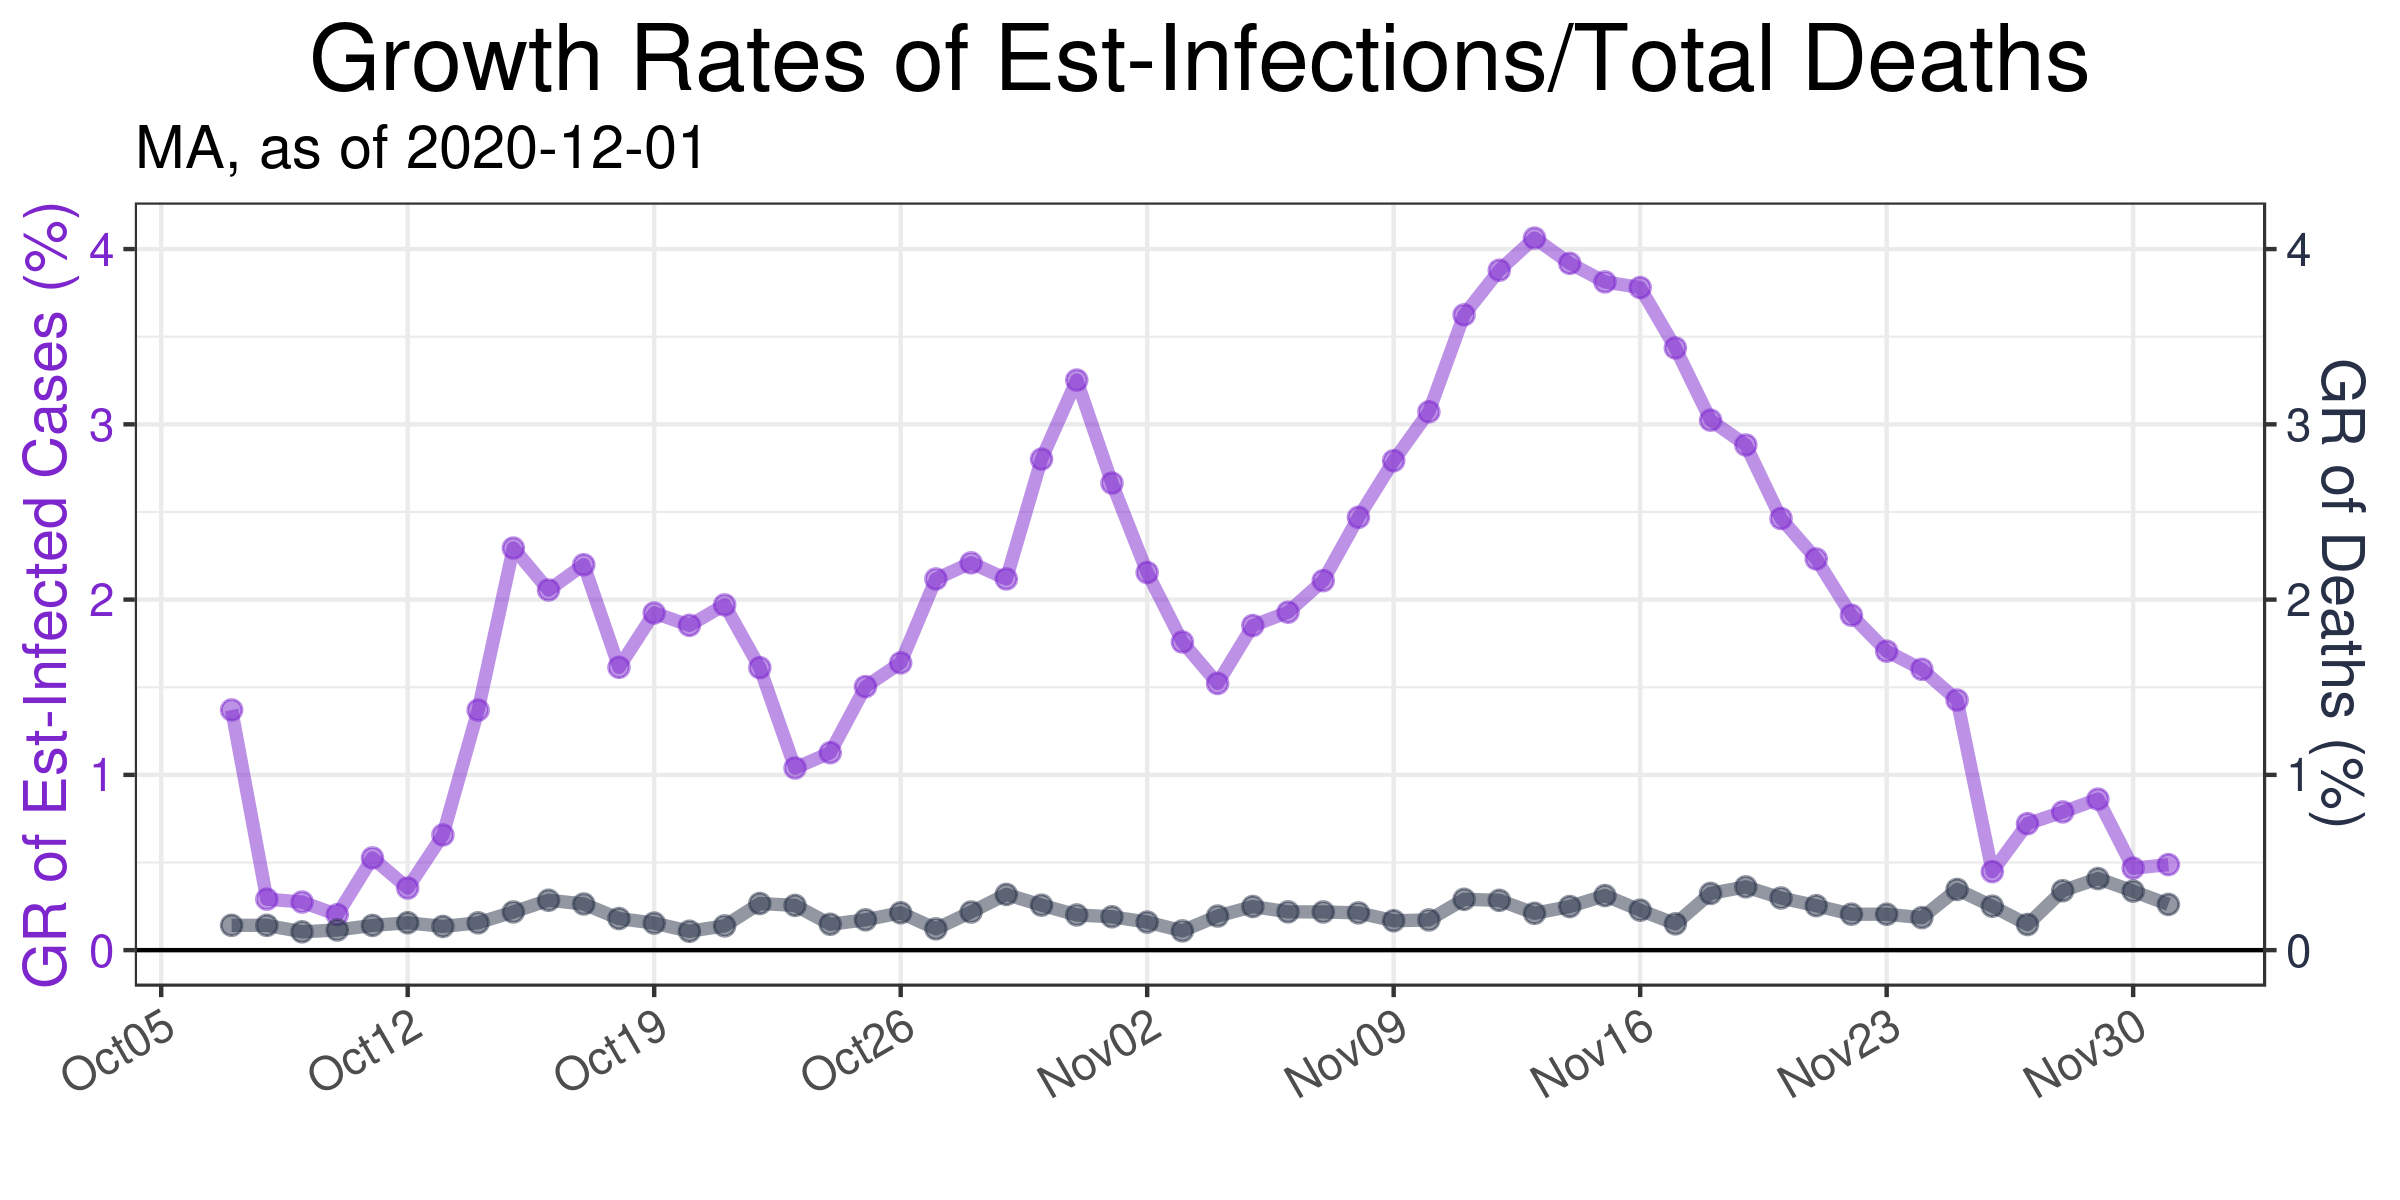 Growth Rates of Est-Infections/Total Deaths
MA, as of 2020-12-01
GR of Est-Infected Cases (%)
4
3
2
1
0
4
3
2
1
0
GR of Deaths (%)
Oct05
Oct12
Oct19
Oct26
Nov02
Nov09
Nov16
Nov23
Nov30